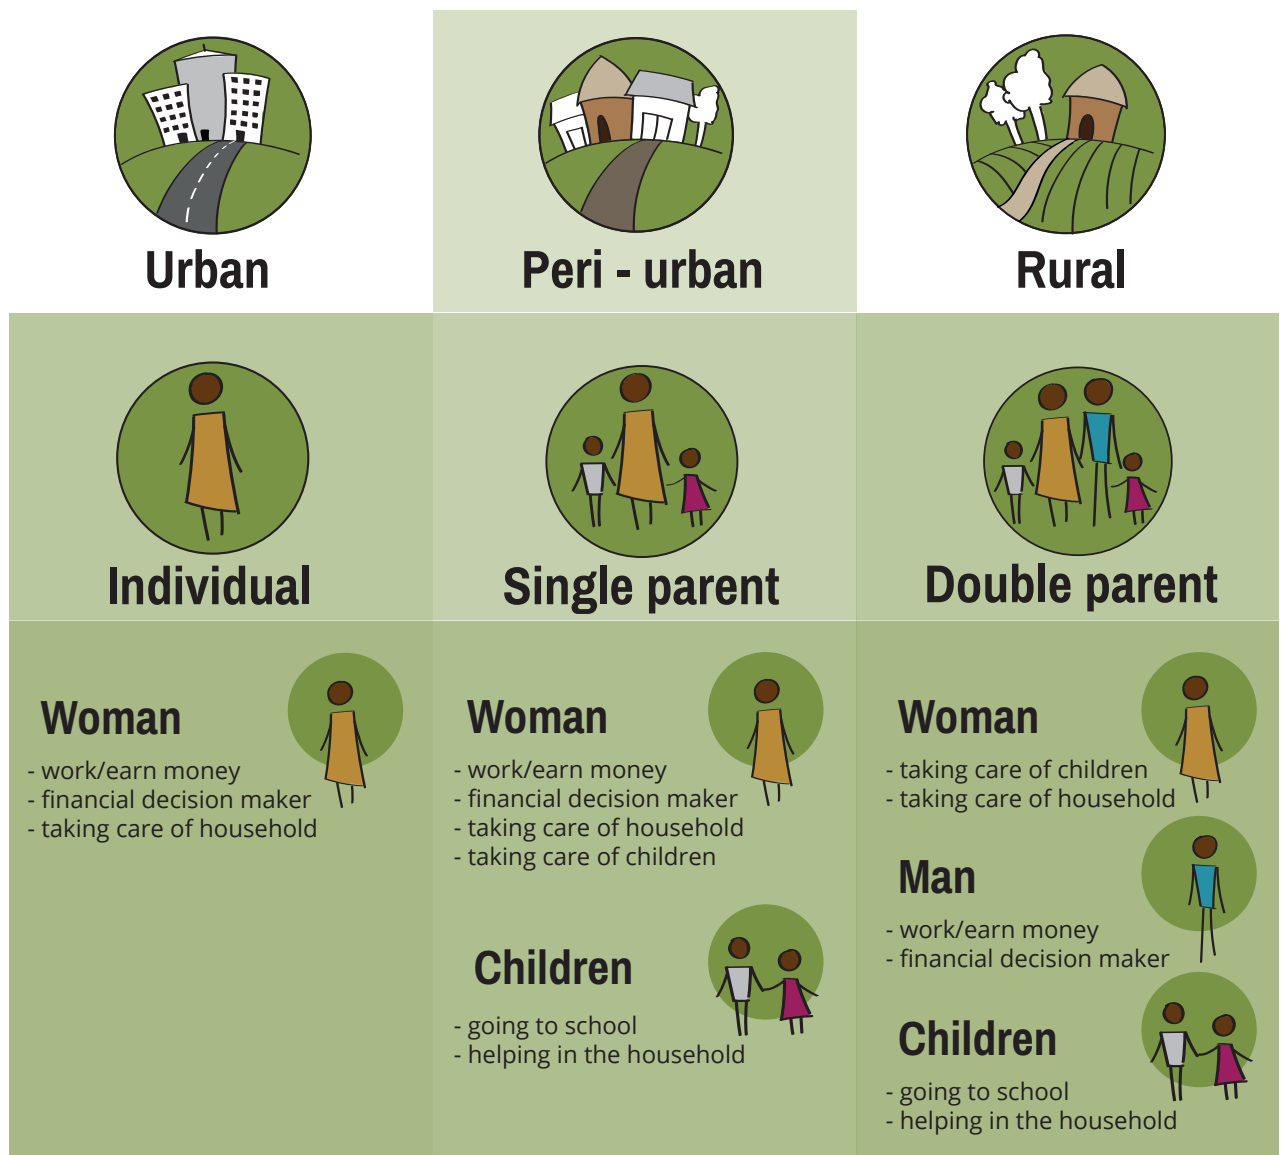 Urban
Peri - urban
Rural
Individual
Single parent
Double parent
Woman
- work/earn money
- financial decision maker
- taking care of household
Woman
- work/earn money
- financial decision maker
- taking care of household
- taking care of children
Children
- going to school
- helping in the household
Woman
- taking care of children
- taking care of household
Man
- work/earn money
- financial decision maker
Children
- going to school
- helping in the household